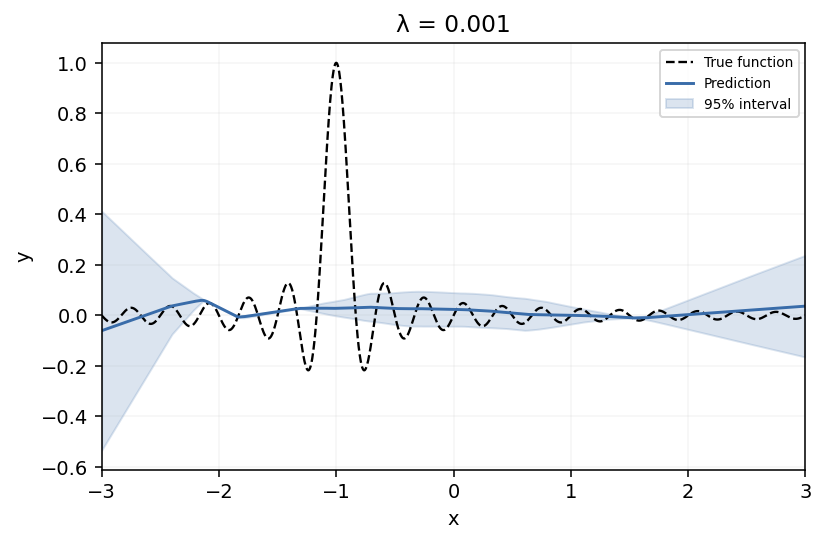 λ = 0.001
True function
Prediction
95% interval
y
1.0
0.8
0.6
0.4
0.2
0.0
−0.2
−0.4
−0.6
−3
−2
−1
0
1
2
3
x